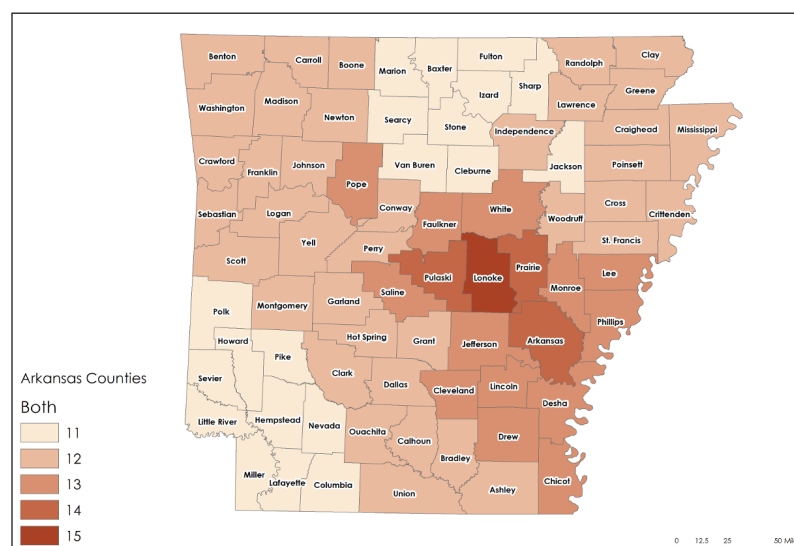 Benton
Carroll
Boone
Marion
Baxter
Fulton
Randolph
Clay
Izard
Sharp
Greene
Washington
Madison
Newton
Searcy
Stone
Independence
Lawrence
Craighead
Mississippi
Crawford
Franklin
Johnson
Pope
Van Buren
Cleburne
Jackson
Poinsett
Sebastian
Logan
Conway
Faulkner
White
Woodruff
Cross
Crittenden
Scott
Yell
Perry
Pulaski
Lonoke
Prairie
St. Francis
Lee
Monroe
Saline
Polk
Montgomery
Garland
Hot Spring
Grant
Jefferson
Arkansas
Phillips
Howard
Pike
Clark
Dallas
Cleveland
Lincoln
Desha
Sevier
Little River
Hempstead
Nevada
Ouachita
Calhoun
Bradley
Drew
Chicot
Miller
Lafayette
Columbia
Union
Ashley
Arkansas Counties
Both
11
12
13
14
15
0 12.5 25 50 Mil